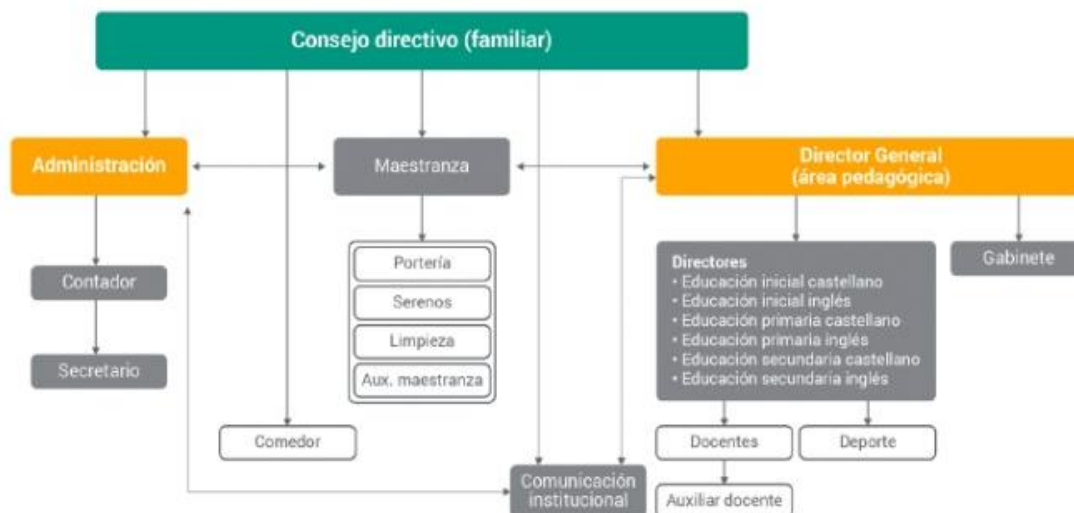 Consejo directivo (familiar)
Administración
Maestranza
Director General
(área pedagógica)
Contador
Secretario
Portería
Serenos
Limpieza
Aux. maestranza
Directores
• Educación inicial castellano
• Educación inicial inglés
• Educación primaria castellano
• Educación primaria inglés
• Educación secundaria castellano
• Educación secundaria inglés
Gabinete
Comedor
Docentes
Deporte
Comunicación
institucional
Auxiliar docente